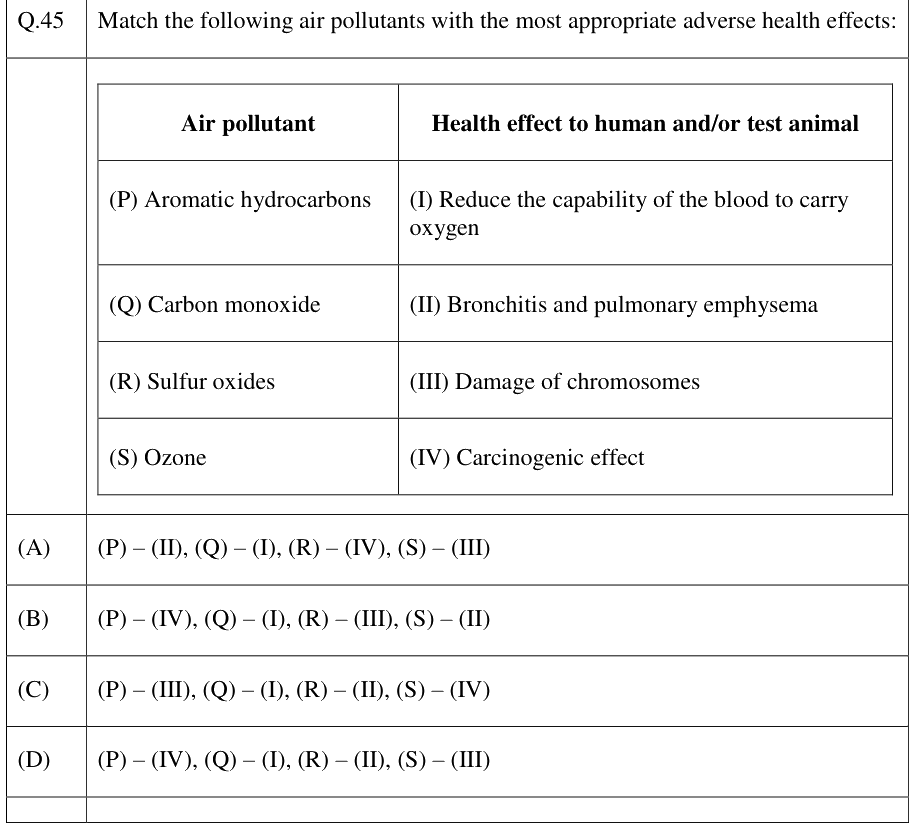 Q.45 Match the following air pollutants with the most appropriate adverse health effects:
Air pollutant Health effect to human and/or test animal
(P) Aromatic hydrocarbons (I) Reduce the capability of the blood to carry
oxygen
(Q) Carbon monoxide (II) Bronchitis and pulmonary emphysema
(R) Sulfur oxides (III) Damage of chromosomes
(S) Ozone (IV) Carcinogenic effect
(A) (P) – (II), (Q) – (I), (R) – (IV), (S) – (III)
(B) (P) – (IV), (Q) – (I), (R) – (III), (S) – (II)
(C) (P) – (III), (Q) – (I), (R) – (II), (S) – (IV)
(D) (P) – (IV), (Q) – (I), (R) – (II), (S) – (III)